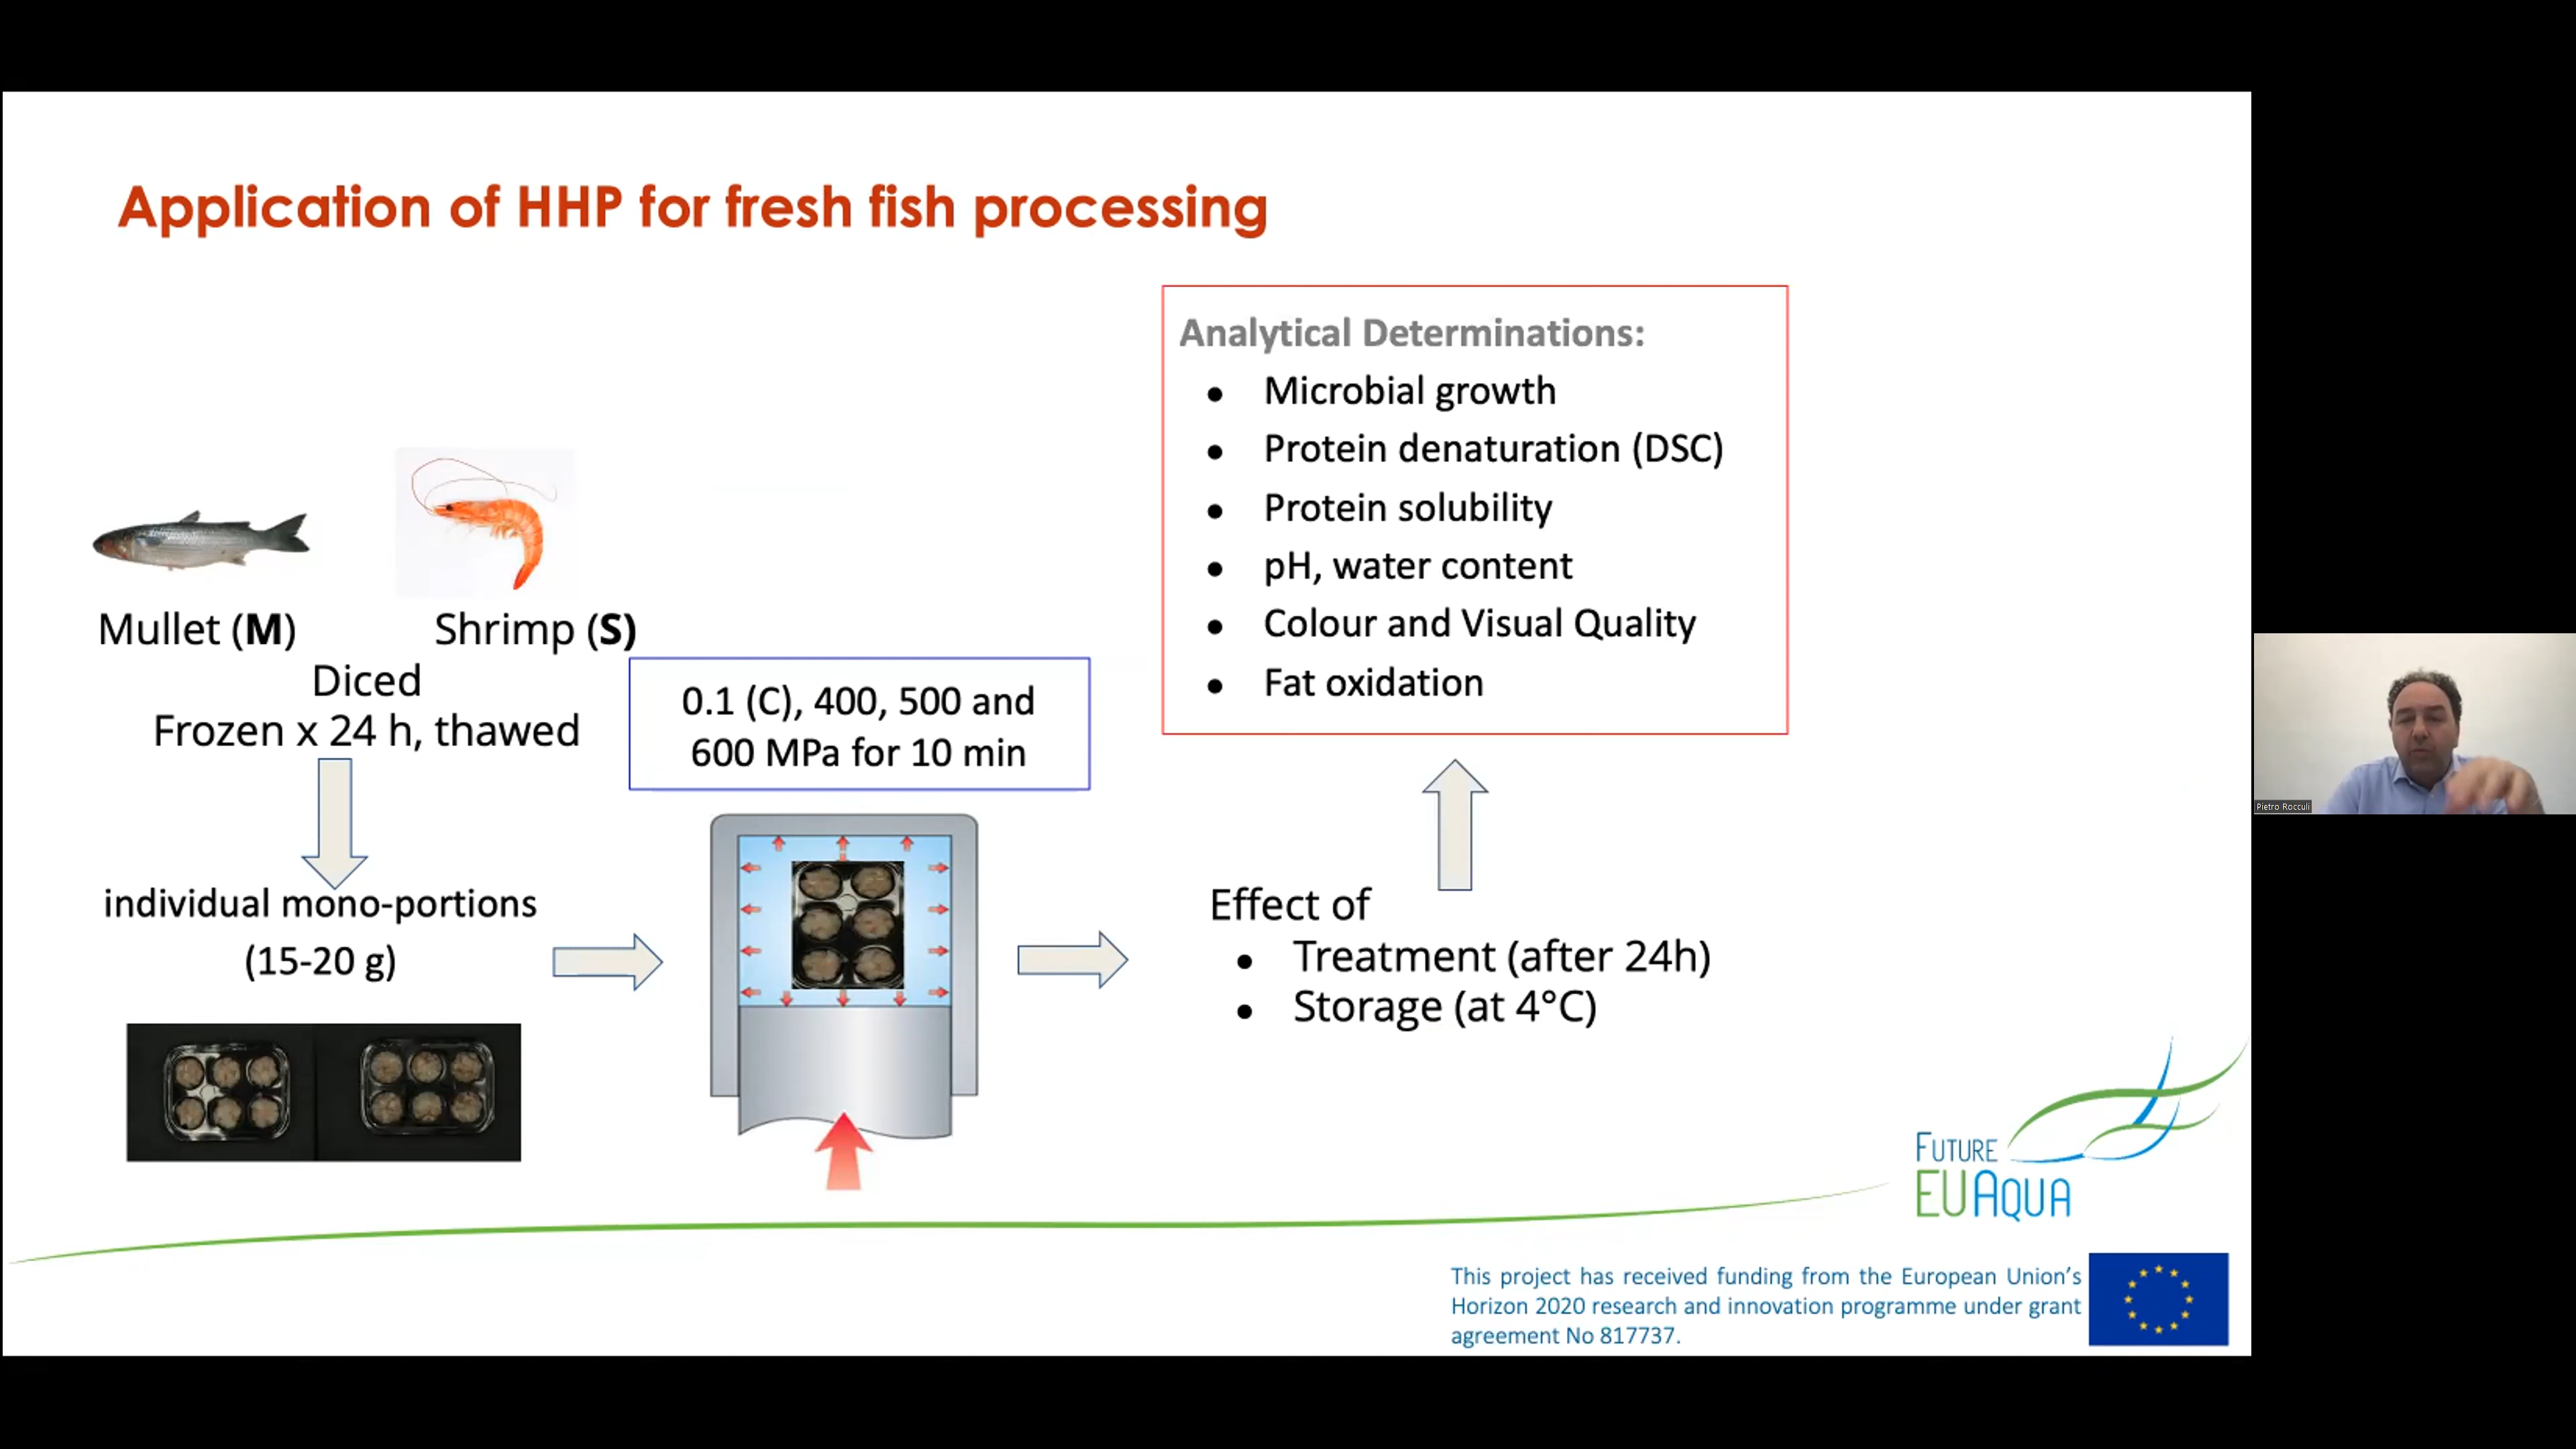 Application of HHP for fresh fish processing
Mullet (M)
Shrimp (S)
Diced
Frozen x 24 h, thawed
individual mono-portions
(15-20 g)
0.1 (C), 400, 500 and
600 MPa for 10 min
Analytical Determinations:
● Microbial growth
● Protein denaturation (DSC)
● Protein solubility
● pH, water content
● Colour and Visual Quality
● Fat oxidation
Effect of
● Treatment (after 24h)
● Storage (at 4°C)
FUTURE
EUAQUA
This project has received funding from the European Union’s
Horizon 2020 research and innovation programme under grant
agreement No 817737.
Pietro Rocculi